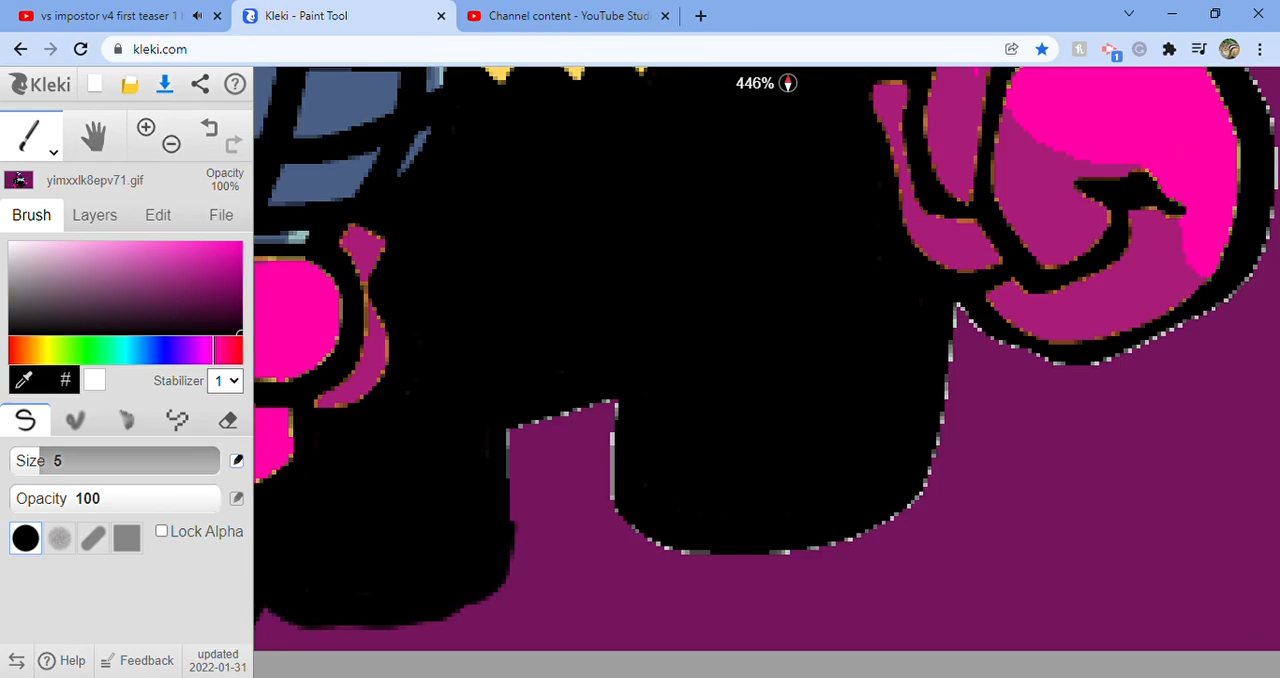 vs impostor v4 first teaser 1
Kleki - Paint Tool
Channel content - YouTube Studi
kleki.com
Kleki
446%
yimxxlk8epv71.gif
Opacity
100%
Brush Layers Edit File
#
Stabilizer 1
Size 5
Opacity 100
Lock Alpha
Help
Feedback
updated
2022-01-31
1